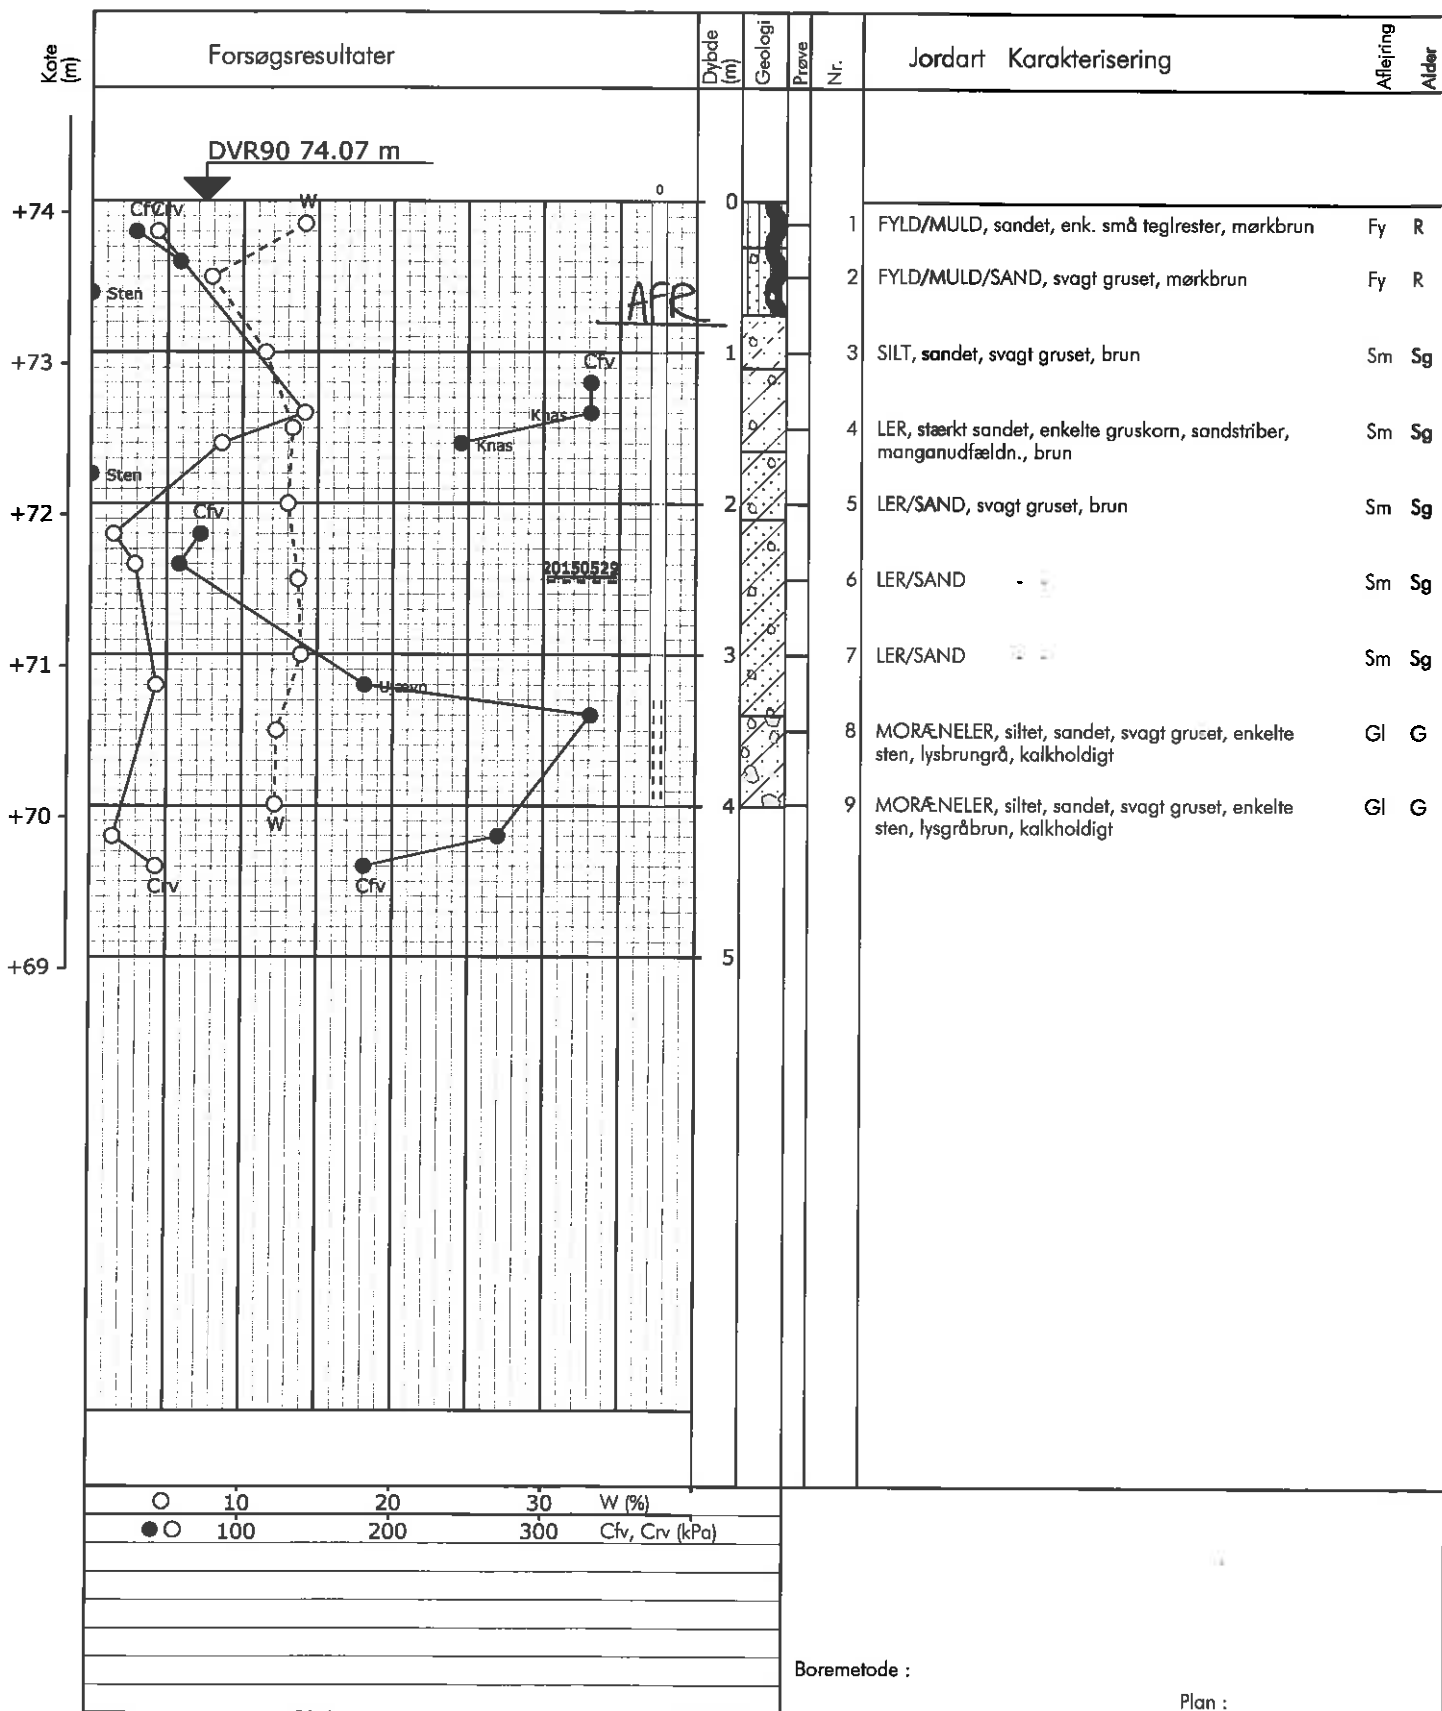 Kote (m)
Forsøgsresultater
Dybde (m)
Geologi
Prøve
Nr.
Jordart Karakterisering
Aflejring
Alder
DVR90 74.07 m
+74
+73
+72
+71
+70
+69
Cfv Crv
W
0
Sten
AFR
Cfv
Knas
Knas
Sten
Cfv
20150529
Ujævn
W
Crv
Cfv
0
1
2
3
4
5
1 FYLD/MULD, sandet, enk. små teglrester, mørkbrun Fy R
2 FYLD/MULD/SAND, svagt gruset, mørkbrun Fy R
3 SILT, sandet, svagt gruset, brun Sm Sg
4 LER, stærkt sandet, enkelte gruskorn, sandstriber, Sm Sg
manganudfældn., brun
5 LER/SAND, svagt gruset, brun Sm Sg
6 LER/SAND - Sm Sg
7 LER/SAND Sm Sg
8 MORÆNELER, siltet, sandet, svagt gruset, enkelte Gl G
sten, lysbrungrå, kalkholdigt
9 MORÆNELER, siltet, sandet, svagt gruset, enkelte Gl G
sten, lysgråbrun, kalkholdigt
10 20 30 W (%)
100 200 300 Cfv, Crv (kPa)
Boremetode :
Plan :